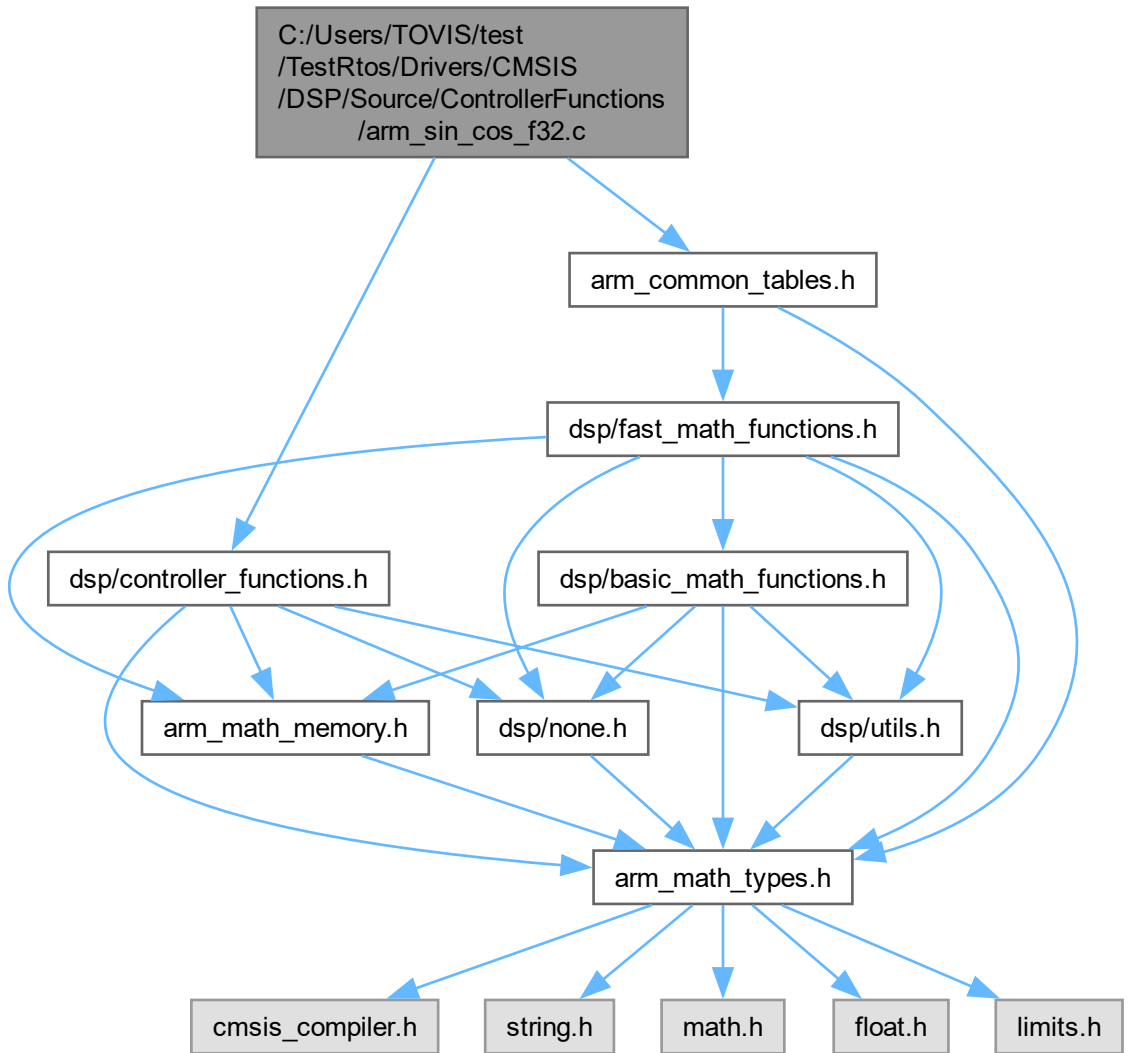 C:/Users/TOVIS/test
/TestRtos/Drivers/CMSIS
/DSP/Source/ControllerFunctions
/arm_sin_cos_f32.c
arm_common_tables.h
dsp/fast_math_functions.h
dsp/controller_functions.h
dsp/basic_math_functions.h
arm_math_memory.h
dsp/none.h
dsp/utils.h
arm_math_types.h
cmsis_compiler.h
string.h
math.h
float.h
limits.h